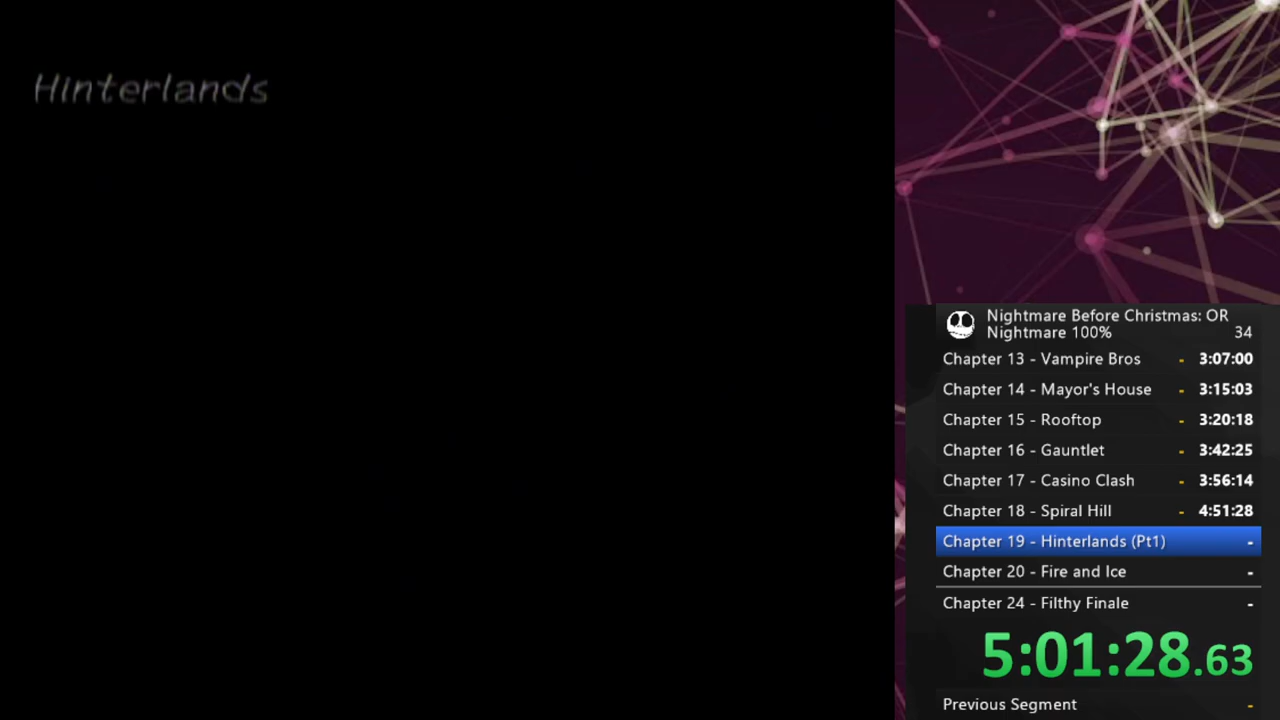 Hinterlands
Nightmare Before Christmas: OR
Nightmare 100% 34
Chapter 13 - Vampire Bros - 3:07:00
Chapter 14 - Mayor's House - 3:15:03
Chapter 15 - Rooftop - 3:20:18
Chapter 16 - Gauntlet - 3:42:25
Chapter 17 - Casino Clash - 3:56:14
Chapter 18 - Spiral Hill - 4:51:28
Chapter 19 - Hinterlands (Pt1) -
Chapter 20 - Fire and Ice -
Chapter 24 - Filthy Finale -
5:01:28.63
Previous Segment -